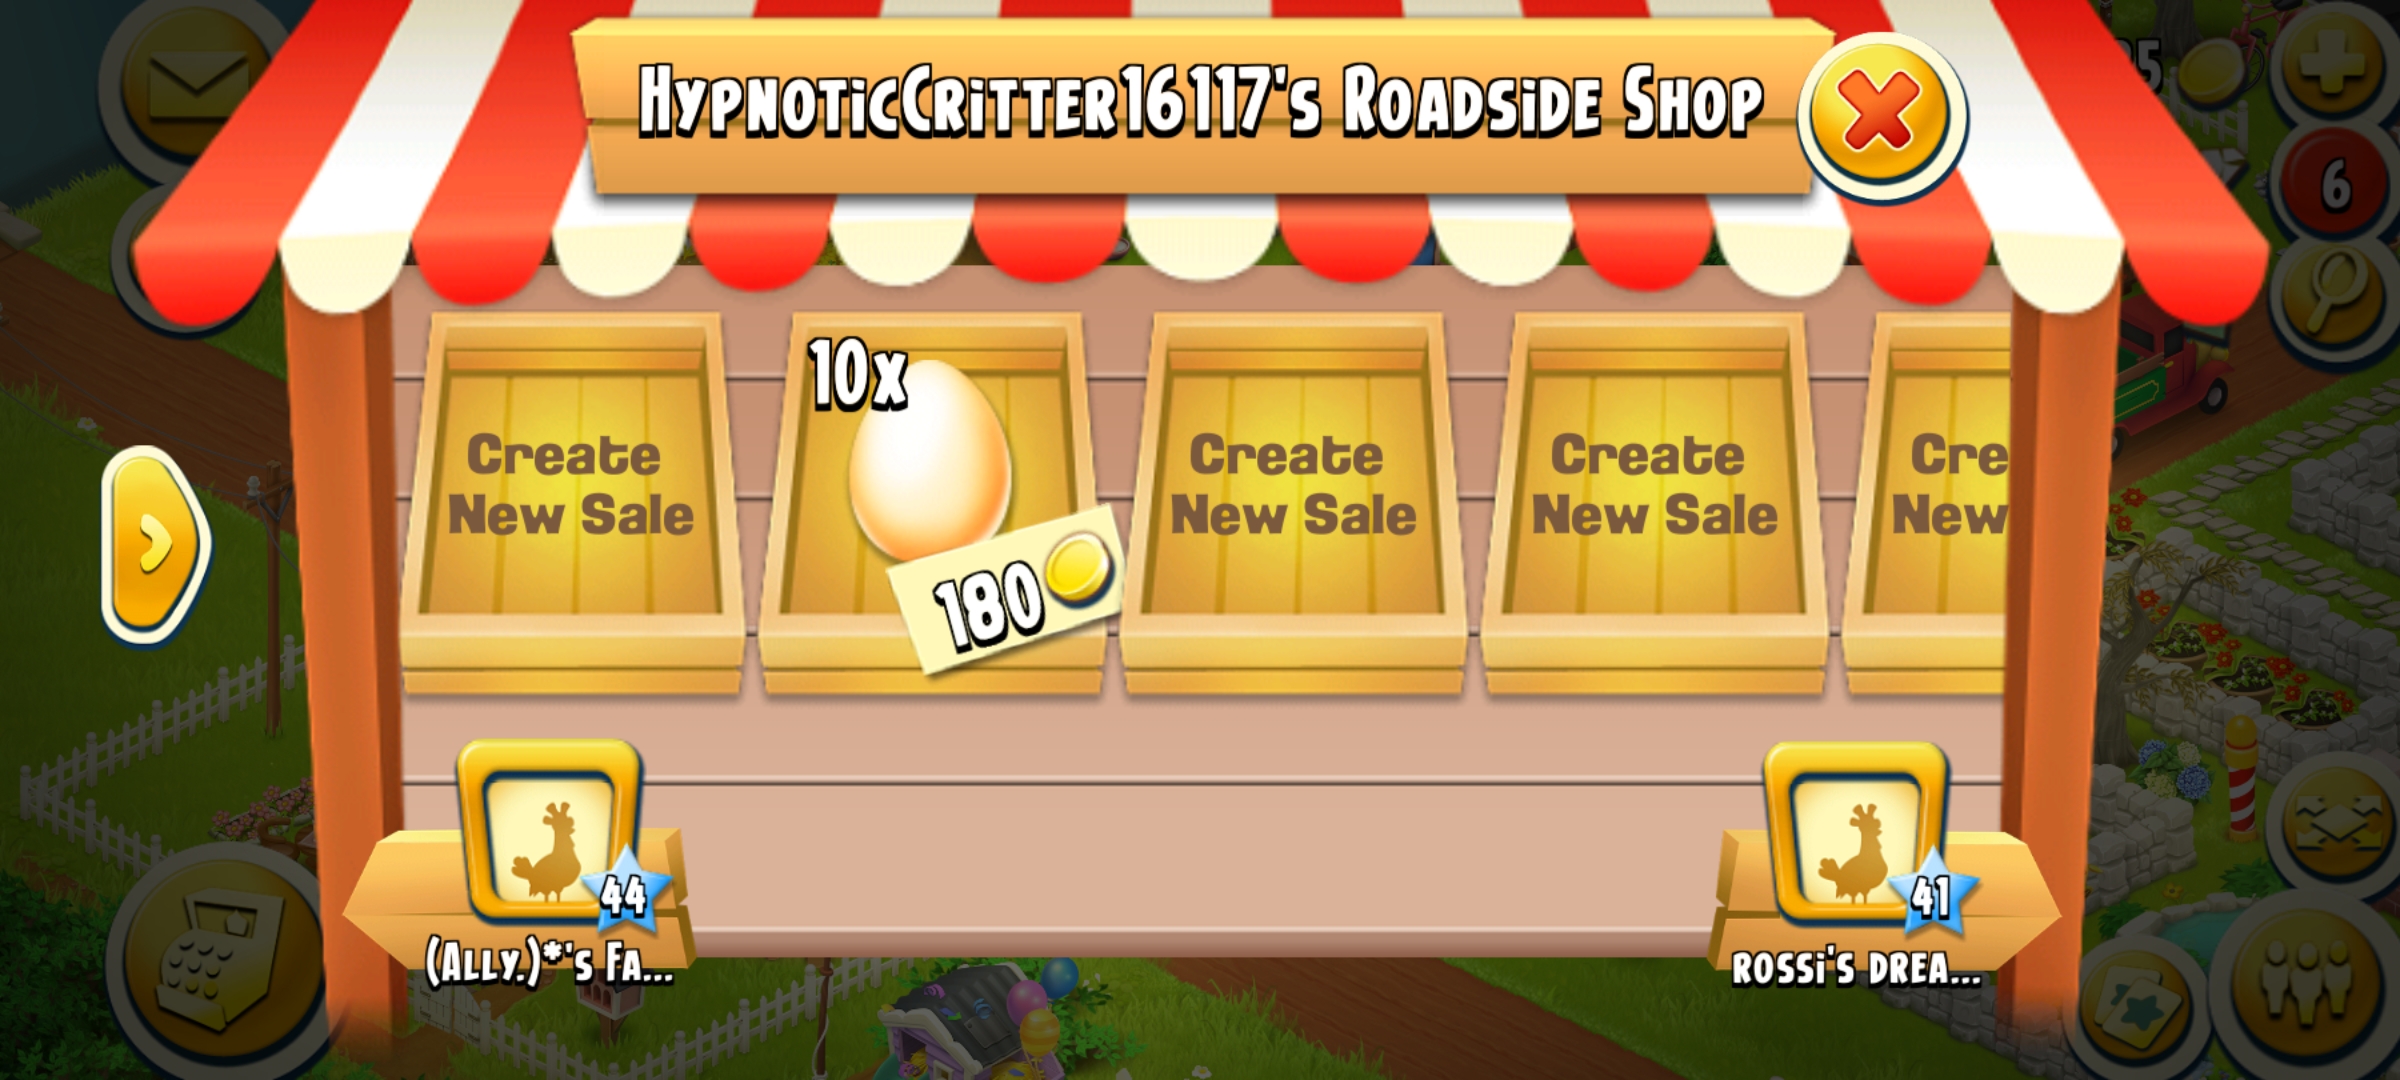 HYPNOTiCCRiTTER16117's ROADSiDE SHOP
5
6
10x
Create
New Sale
180
Create
New Sale
Create
New Sale
Cre
New
44
(ALLY.)*'s FA...
41
ROSSi'S DREA...